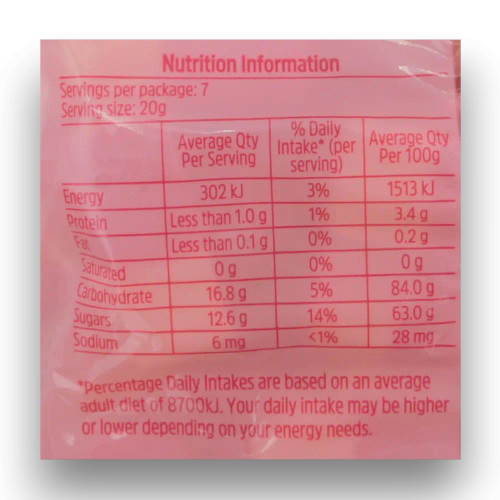 Nutrition Information
Servings per package: 7
Serving size: 20g
Average Qty Per Serving % Daily Intake* (per serving) Average Qty Per 100g
Energy 302 kJ 3% 1513 kJ
Protein Less than 1.0 g 1% 3.4 g
Fat Less than 0.1 g 0% 0.2 g
Saturated 0 g 0% 0 g
Carbohydrate 16.8 g 5% 84.0 g
Sugars 12.6 g 14% 63.0 g
Sodium 6 mg <1% 28 mg
*Percentage Daily Intakes are based on an average
adult diet of 8700kJ. Your daily intake may be higher
or lower depending on your energy needs.